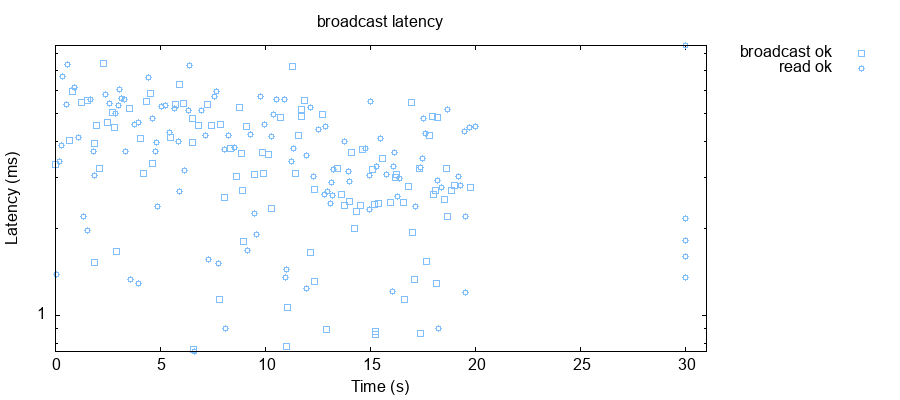 broadcast latency
broadcast ok
read ok
Latency (ms)
1
0 5 10 15 20 25 30
Time (s)